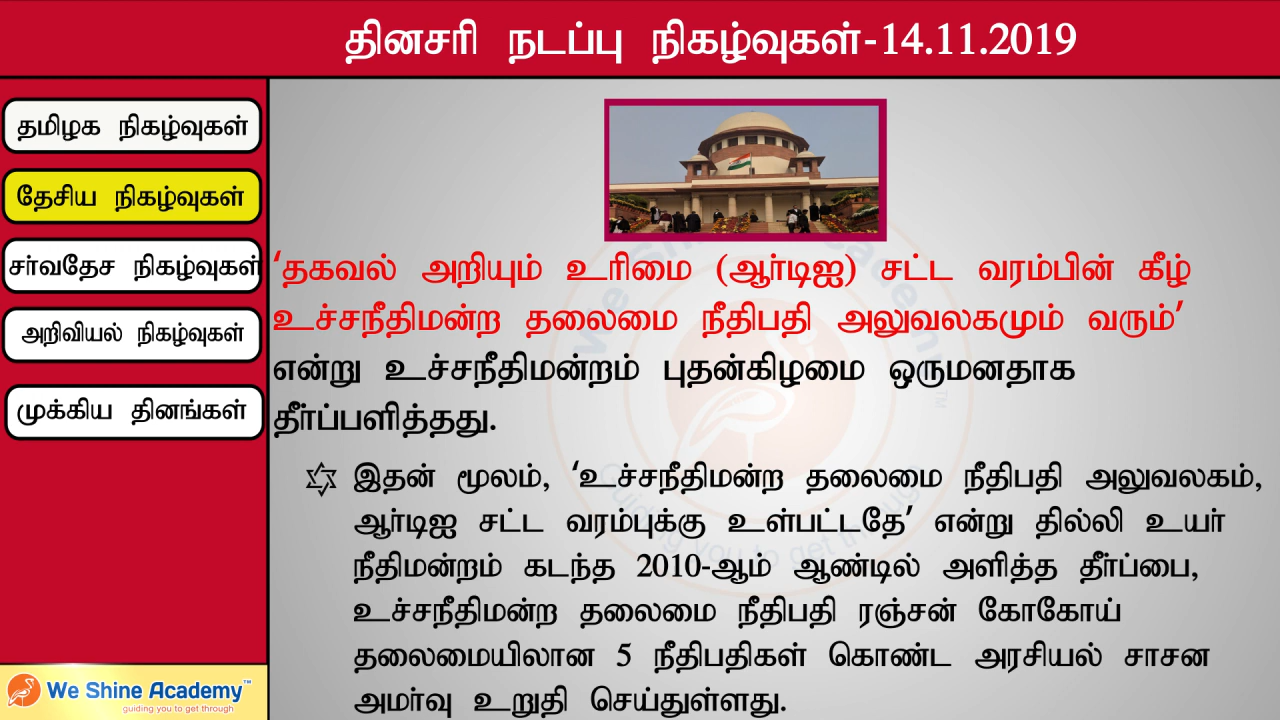 தினசரி நடப்பு நிகழ்வுகள்-14.11.2019
தமிழக நிகழ்வுகள்
தேசிய நிகழ்வுகள்
சர்வதேச நிகழ்வுகள்
அறிவியல் நிகழ்வுகள்
முக்கிய தினங்கள்
‘தகவல் அறியும் உரிமை (ஆர்டிஐ) சட்ட வரம்பின் கீழ்
உச்சநீதிமன்ற தலைமை நீதிபதி அலுவலகமும் வரும்’
என்று உச்சநீதிமன்றம் புதன்கிழமை ஒருமனதாக
தீர்ப்பளித்தது.
இதன் மூலம், ‘உச்சநீதிமன்ற தலைமை நீதிபதி அலுவலகம்,
ஆர்டிஐ சட்ட வரம்புக்கு உள்பட்டதே’ என்று தில்லி உயர்
நீதிமன்றம் கடந்த 2010-ஆம் ஆண்டில் அளித்த தீர்ப்பை,
உச்சநீதிமன்ற தலைமை நீதிபதி ரஞ்சன் கோகோய்
தலைமையிலான 5 நீதிபதிகள் கொண்ட அரசியல் சாசன
அமர்வு உறுதி செய்துள்ளது.
We Shine Academy™
guiding you to get through